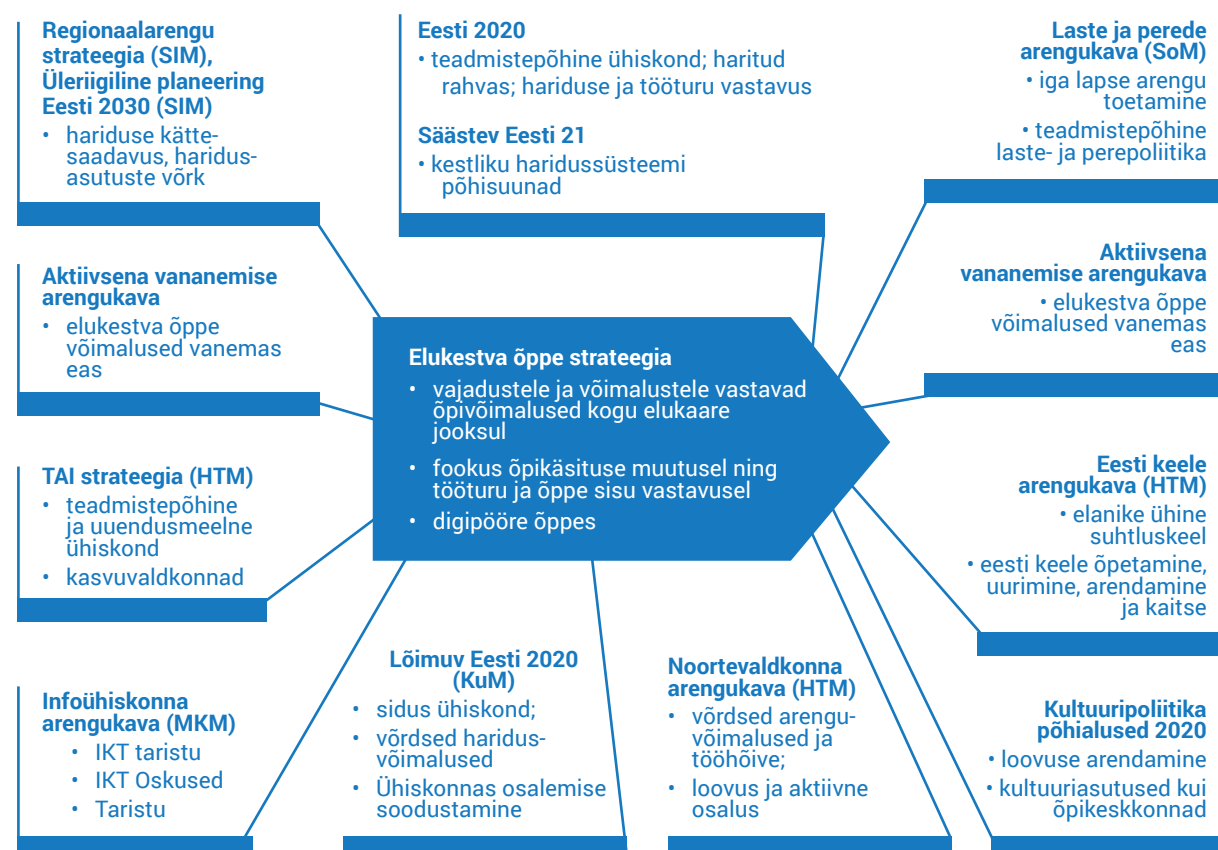 Regionaalarengu
strateegia (SIM),
Üleriigiline planeering
Eesti 2030 (SIM)
• hariduse kätte-
saadavus, haridus-
asutuste võrk
Eesti 2020
• teadmistepõhine ühiskond; haritud
rahvas; hariduse ja tööturu vastavus
Säästev Eesti 21
• kestliku haridussüsteemi
põhisuunad
Laste ja perede
arengukava (SoM)
• iga lapse arengu
toetamine
• teadmistepõhine
laste- ja perepoliitika
Aktiivsena vananemise
arengukava
• elukestva õppe
võimalused vanemas
eas
Elukestva õppe strateegia
• vajadustele ja võimalustele vastavad
õpivõimalused kogu elukaare
jooksul
• fookus õpikäsituse muutusel ning
tööturu ja õppe sisu vastavusel
• digipööre õppes
Aktiivsena
vananemise arengukava
• elukestva õppe
võimalused vanemas
eas
TAI strateegia (HTM)
• teadmistepõhine
ja uuendusmeelne
ühiskond
• kasvuvaldkonnad
Eesti keele
arengukava (HTM)
• elanike ühine
suhtluskeel
• eesti keele õpetamine,
uurimine, arendamine
ja kaitse
Infoühiskonna
arengukava (MKM)
• IKT taristu
• IKT Oskused
• Taristu
Lõimuv Eesti 2020
(KuM)
• sidus ühiskond;
• võrdsed haridus-
võimalused
• Ühiskonnas osalemise
soodustamine
Noortevaldkonna
arengukava (HTM)
• võrdsed arengu-
võimalused ja
tööhõive;
• loovus ja aktiivne
osalus
Kultuuripoliitika
põhialused 2020
• loovuse arendamine
• kultuuriasutused kui
õpikeskkonnad